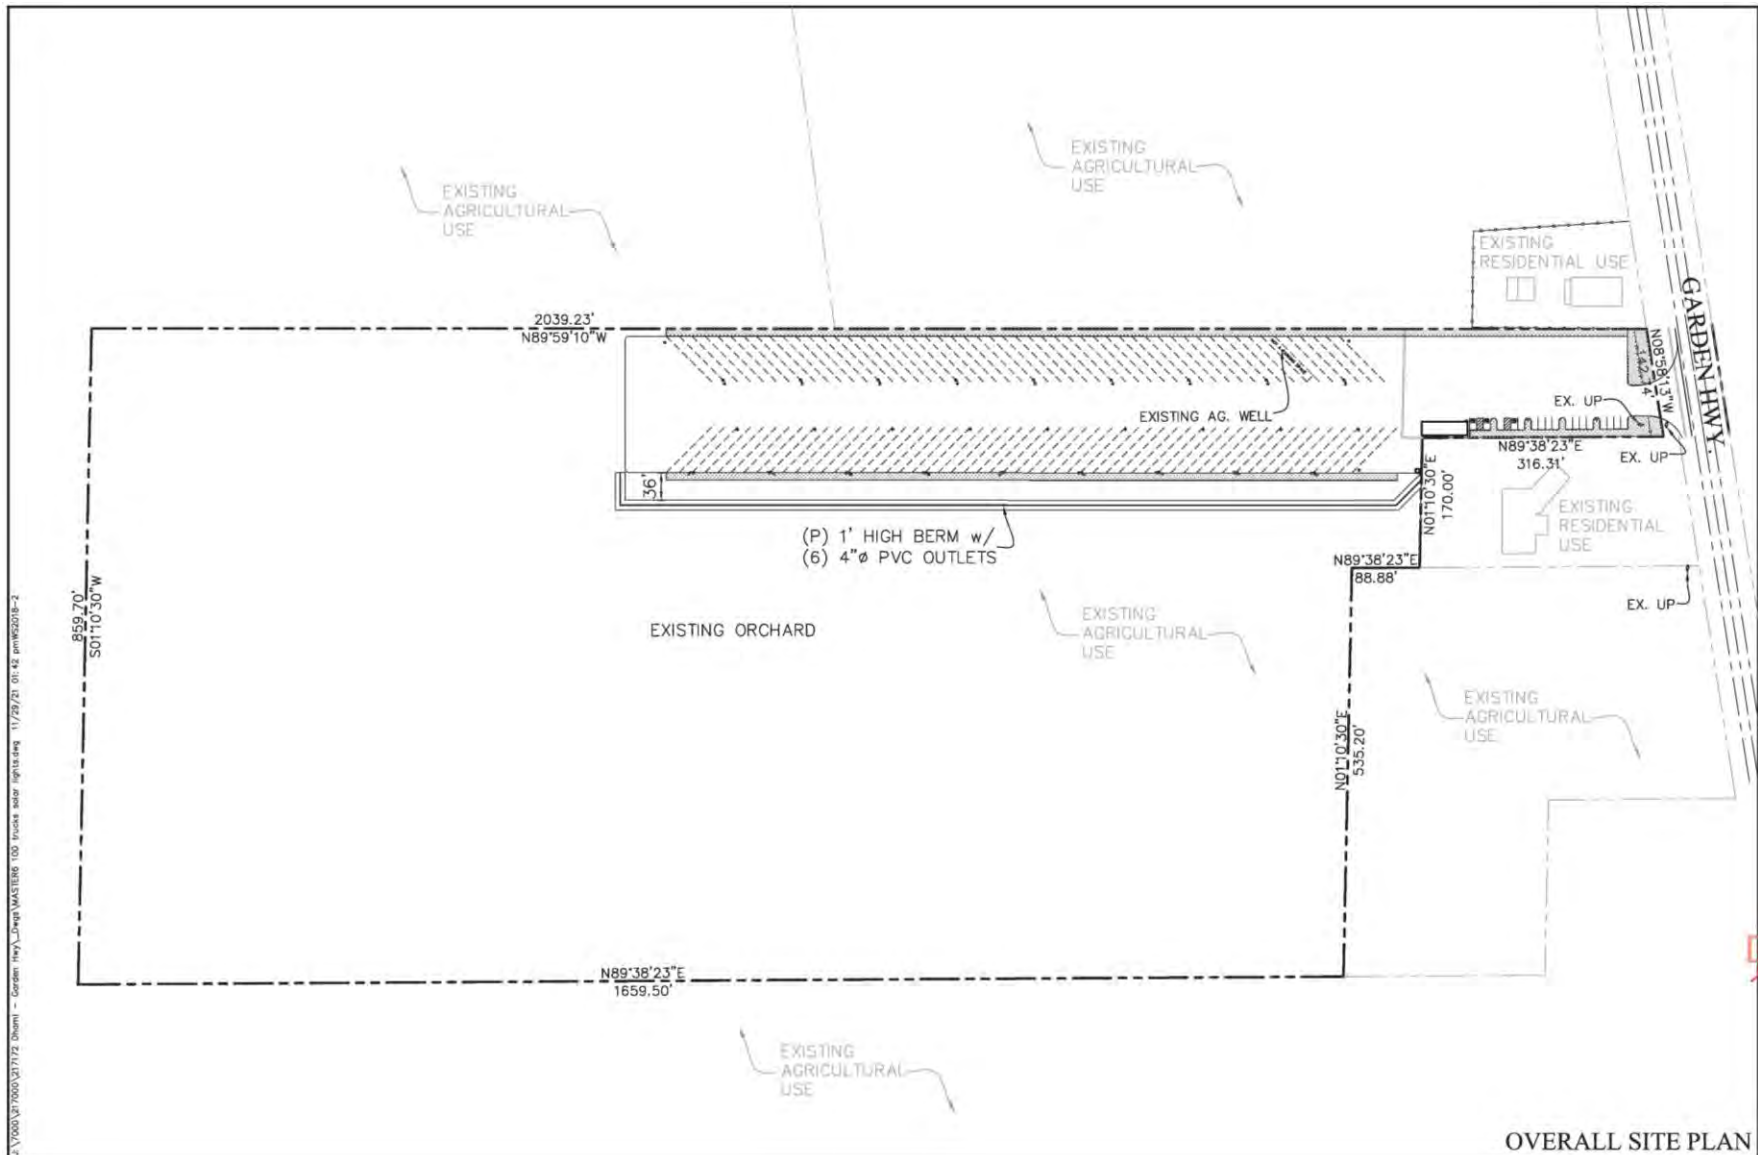 EXISTING
AGRICULTURAL
USE
EXISTING
AGRICULTURAL
USE
EXISTING
RESIDENTIAL USE
GARDEN HWY.
2039.23'
N89°59'10"W
N08°58'13"W
EXISTING AG. WELL
EX. UP
EX. UP
N89°38'23"E
316.31'
36'
N01°10'30"E
170.00'
(P) 1' HIGH BERM w/
(6) 4"ø PVC OUTLETS
EXISTING
RESIDENTIAL
USE
N89°38'23"E
88.88'
EX. UP
859.70'
S01°10'30"W
EXISTING ORCHARD
EXISTING
AGRICULTURAL
USE
N01°10'30"E
535.20'
EXISTING
AGRICULTURAL
USE
N89°38'23"E
1659.50'
EXISTING
AGRICULTURAL
USE
OVERALL SITE PLAN